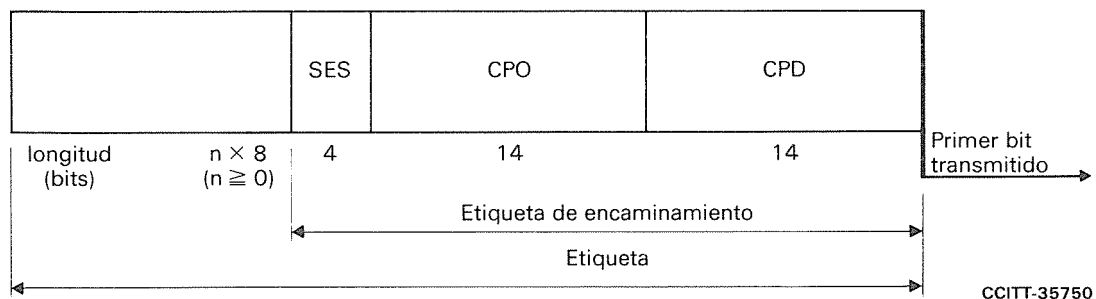 SES CPO CPD
longitud (bits) n × 8 (n ≧ 0) 4 14 14
Primer bit transmitido
Etiqueta de encaminamiento
Etiqueta
CCITT-35750